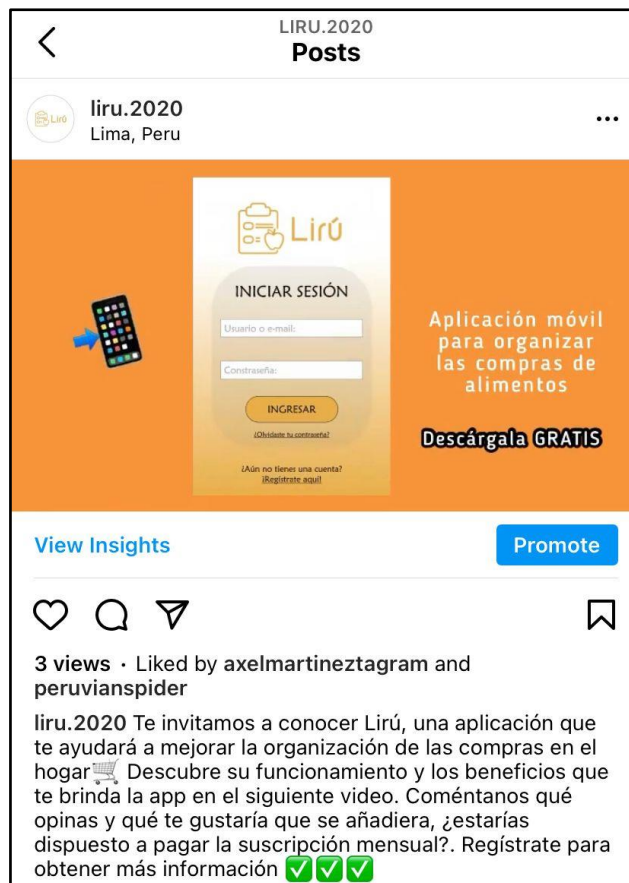 LIRU.2020
Posts
liru.2020
Lima, Peru
Lirú
Lirú
INICIAR SESIÓN
Usuario o e-mail:
Constraseña:
INGRESAR
¿Olvidaste tu contraseña?
¿Aún no tienes una cuenta?
¡Regístrate aquí!
Aplicación móvil
para organizar
las compras de
alimentos
Descárgala GRATIS
View Insights
Promote
3 views · Liked by axelmartineztagram and
peruvianspider
liru.2020 Te invitamos a conocer Lirú, una aplicación que
te ayudará a mejorar la organización de las compras en el
hogar🛒 Descubre su funcionamiento y los beneficios que
te brinda la app en el siguiente video. Coméntanos qué
opinas y qué te gustaría que se añadiera, ¿estarías
dispuesto a pagar la suscripción mensual?. Regístrate para
obtener más información ✅✅✅